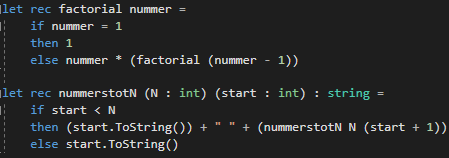 let rec factorial nummer =
    if nummer = 1
    then 1
    else nummer * (factorial (nummer - 1))

let rec nummerstotN (N : int) (start : int) : string =
    if start < N
    then (start.ToString()) + " " + (nummerstotN N (start + 1))
    else start.ToString()